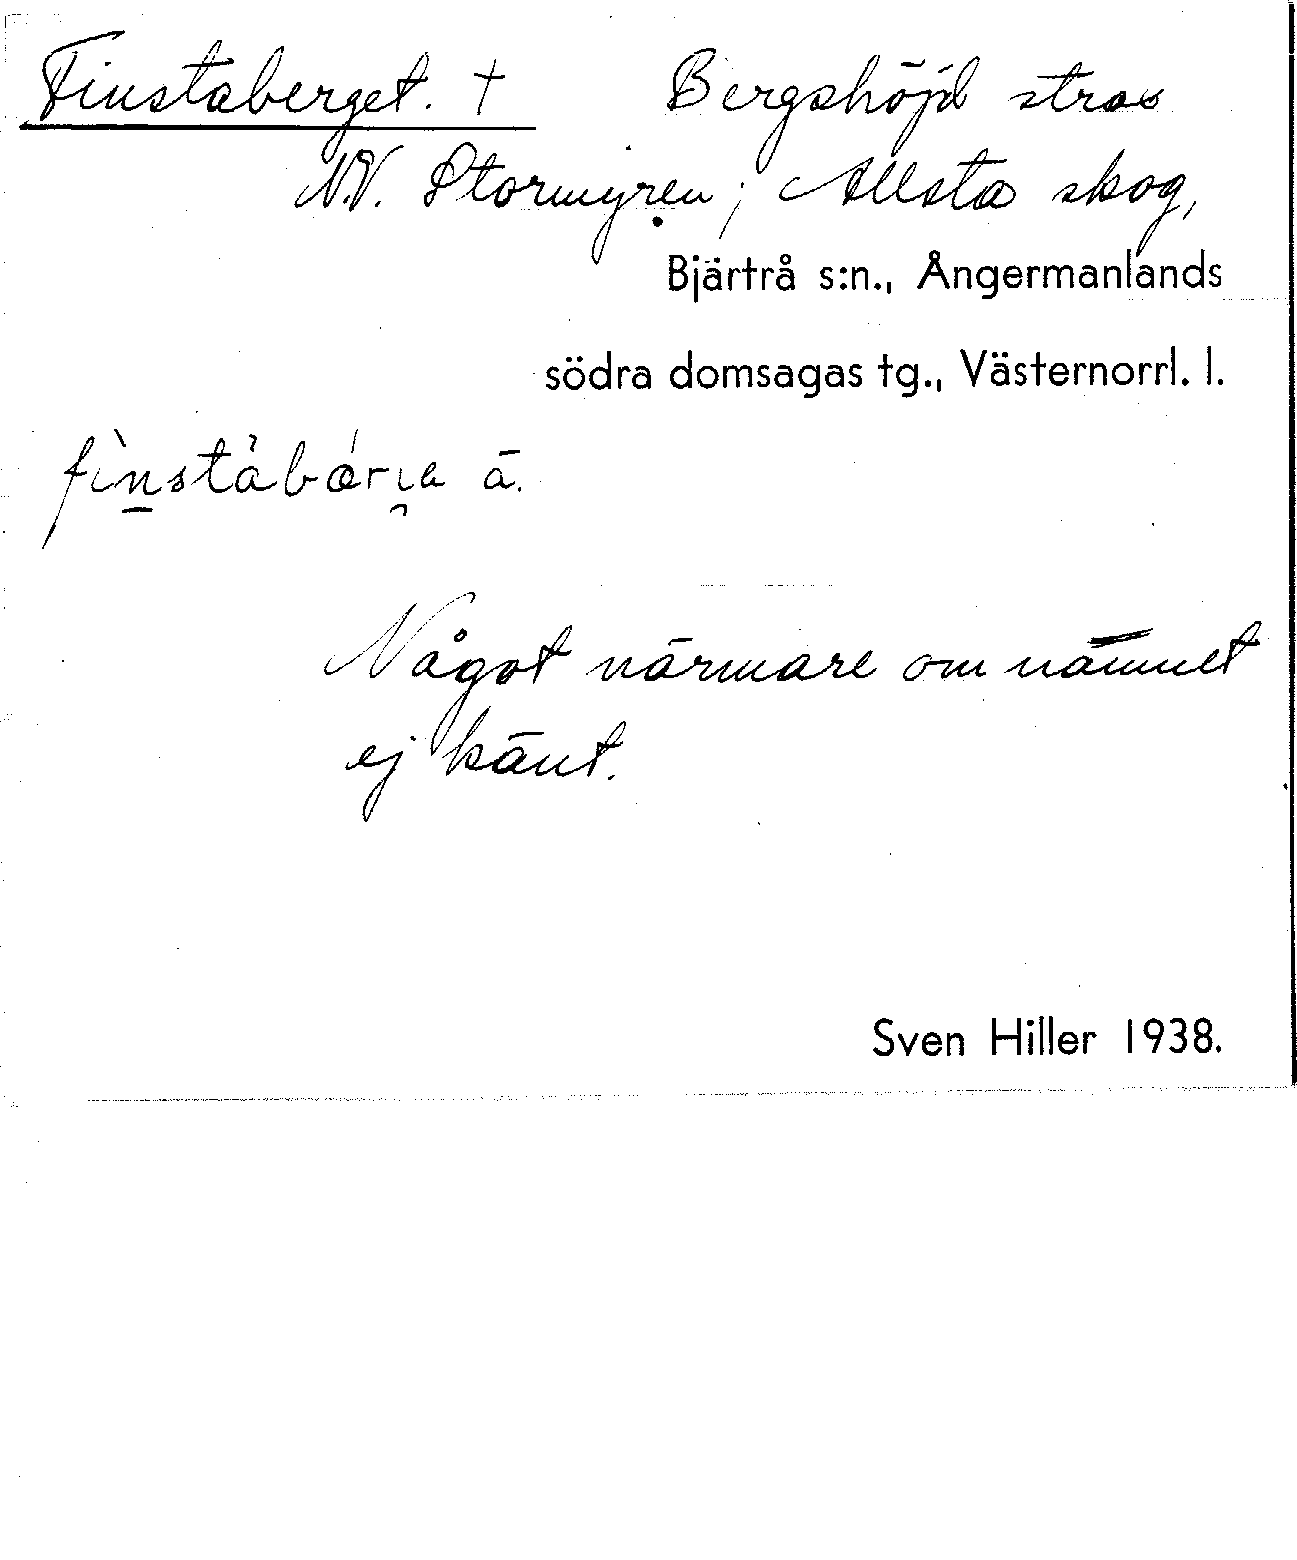 Finstaberget. † Bergshöjd strax
N.V. Stormyren; Allsta skog,
Bjärtrå s:n., Ångermanlands
södra domsagas tg., Västernorrl. l.
ā.
Något närmare om namnet
ej känt.
Sven Hiller 1938.